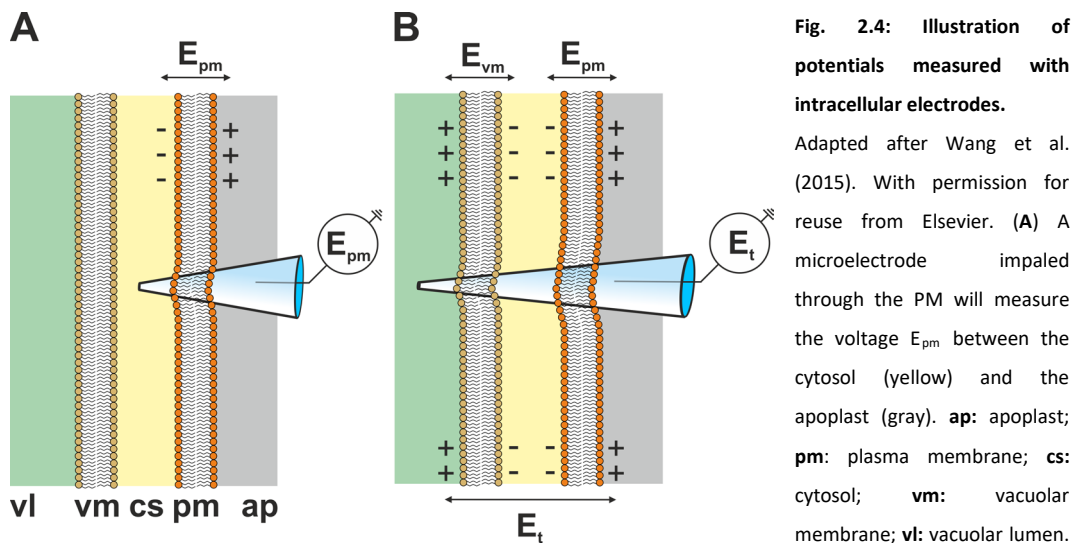 A
E_pm
-
+
-
+
-
+
E_pm
vl vm cs pm ap
B
E_vm E_pm
+ - - +
+ - - +
+ - - +
E_t
+ - - +
+ - - +
E_t
Fig. 2.4: Illustration of
potentials measured with
intracellular electrodes.
Adapted after Wang et al.
(2015). With permission for
reuse from Elsevier. (A) A
microelectrode impaled
through the PM will measure
the voltage E_pm between the
cytosol (yellow) and the
apoplast (gray). ap: apoplast;
pm: plasma membrane; cs:
cytosol; vm: vacuolar
membrane; vl: vacuolar lumen.